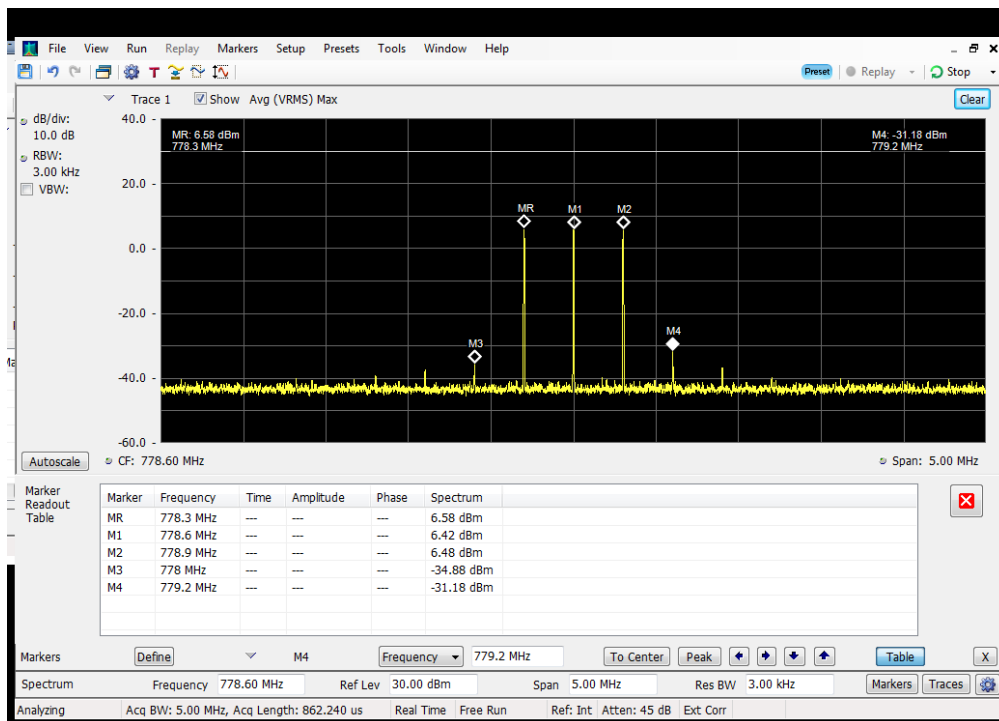 File View Run Replay Markers Setup Presets Tools Window Help
T Preset Replay Stop
Trace 1 Show Avg (VRMS) Max Clear
dB/div:
10.0 dB
RBW:
3.00 kHz
VBW:
40.0 -
20.0 -
0.0 -
-20.0 -
-40.0 -
-60.0 -
MR: 6.58 dBm
778.3 MHz
M4: -31.18 dBm
779.2 MHz
MR M1 M2
M3 M4
Autoscale CF: 778.60 MHz Span: 5.00 MHz
Marker
Readout
Table
Marker Frequency Time Amplitude Phase Spectrum
MR 778.3 MHz --- --- --- 6.58 dBm
M1 778.6 MHz --- --- --- 6.42 dBm
M2 778.9 MHz --- --- --- 6.48 dBm
M3 778 MHz --- --- --- -34.88 dBm
M4 779.2 MHz --- --- --- -31.18 dBm
Markers Define M4 Frequency 779.2 MHz To Center Peak Table X
Spectrum Frequency 778.60 MHz Ref Lev 30.00 dBm Span 5.00 MHz Res BW 3.00 kHz Markers Traces
Analyzing Acq BW: 5.00 MHz, Acq Length: 862.240 us Real Time Free Run Ref: Int Atten: 45 dB Ext Corr